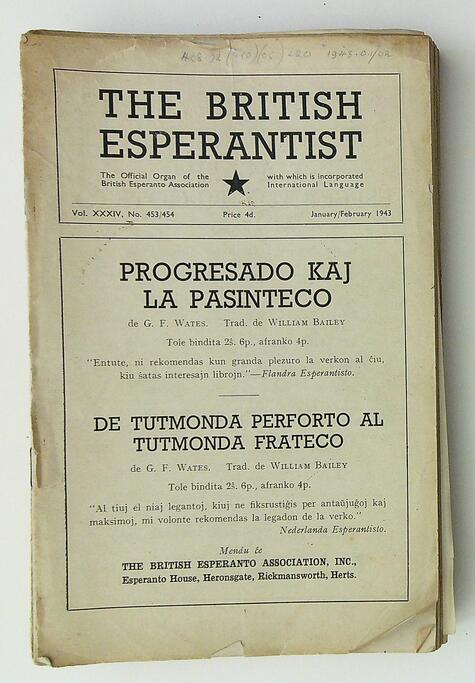 THE BRITISH
ESPERANTIST
The Official Organ of the
British Esperanto Association
with which is incorporated
International Language
Vol. XXXIV, No. 453/454 Price 4d. January/February 1943
PROGRESADO KAJ
LA PASINTECO
de G. F. WATES. Trad. de WILLIAM BAILEY
Tole bindita 2ŝ. 6p., afranko 4p.
"Entute, ni rekomendas kun granda plezuro la verkon al ĉiu,
kiu ŝatas interesajn librojn."—Flandra Esperantisto.
DE TUTMONDA PERFORTO AL
TUTMONDA FRATECO
de G. F. WATES. Trad. de WILLIAM BAILEY
Tole bindita 2ŝ. 6p., afranko 4p.
"Al tiuj el niaj legantoj, kiuj ne fiksrustiĝis per antaŭjuĝoj kaj
maksimoj, mi volonte rekomendas la legadon de la verko."
Nederlanda Esperantisto.
Mendu ĉe
THE BRITISH ESPERANTO ASSOCIATION, INC.,
Esperanto House, Heronsgate, Rickmansworth, Herts.